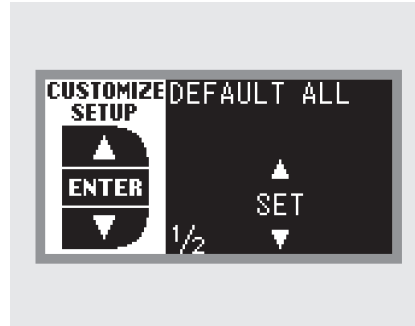 CUSTOMIZE
SETUP
ENTER
DEFAULT ALL
▲
SET
▼
1/2